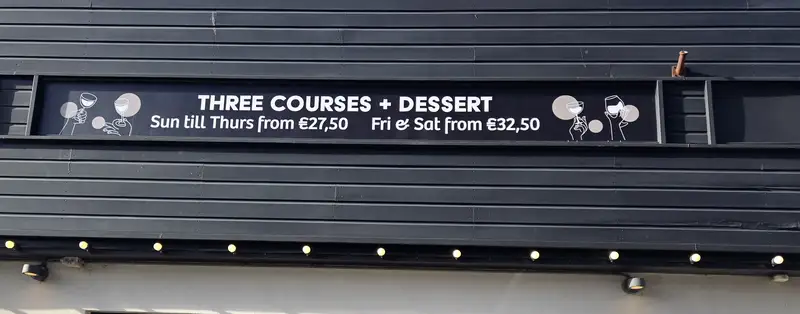 THREE COURSES + DESSERT
Sun till Thurs from €27,50 Fri & Sat from €32,50